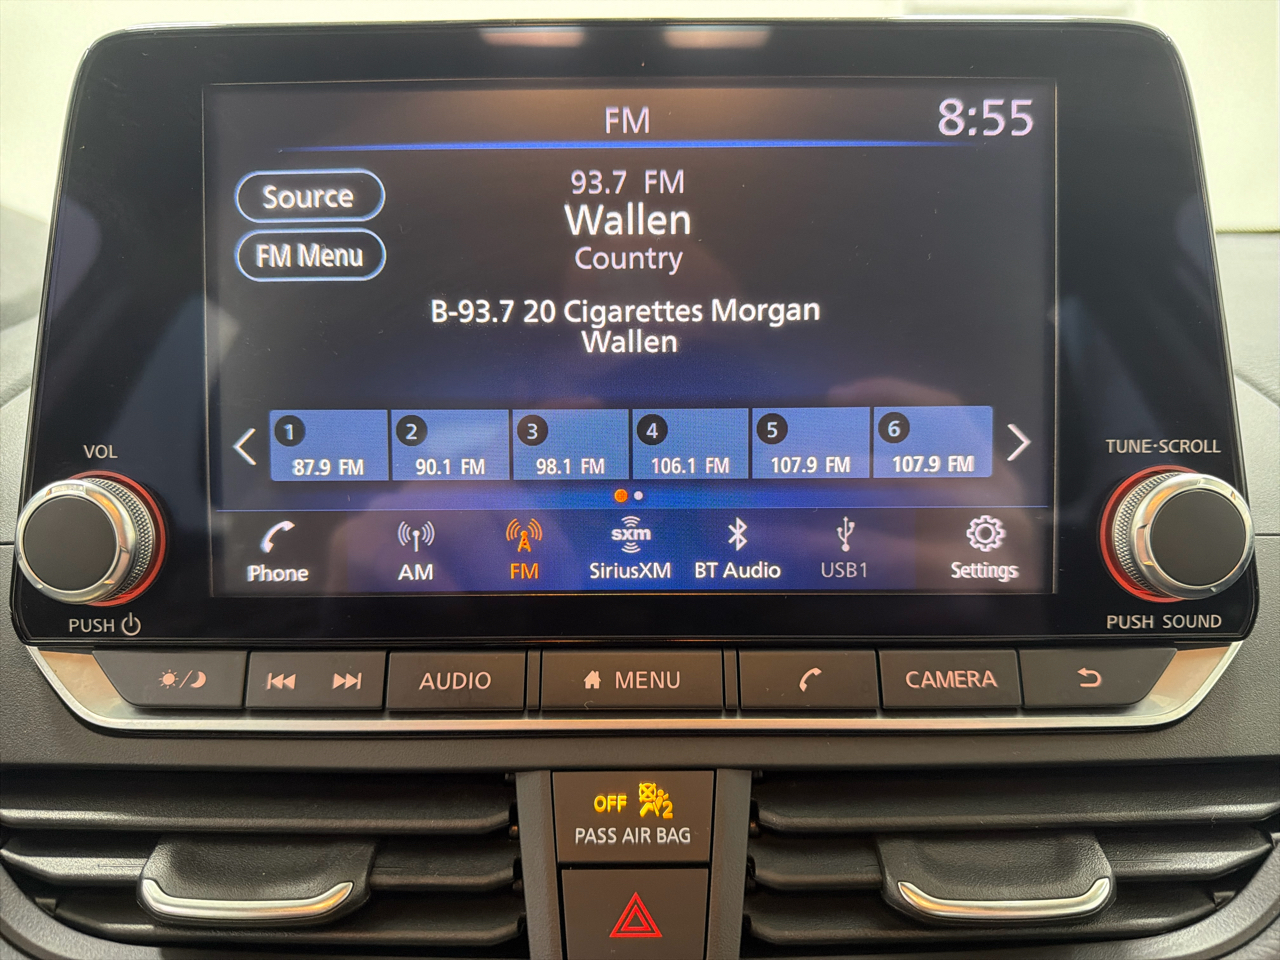 FM
8:55
Source
93.7 FM
Wallen
FM Menu
Country
B-93.7 20 Cigarettes Morgan
Wallen
1
2
3
4
5
6
87.9 FM
90.1 FM
98.1 FM
106.1 FM
107.9 FM
107.9 FM
VOL
TUNE·SCROLL
sxm
Phone
AM
FM
SiriusXM
BT Audio
USB1
Settings
PUSH
PUSH SOUND
AUDIO
MENU
CAMERA
OFF
2
PASS AIR BAG